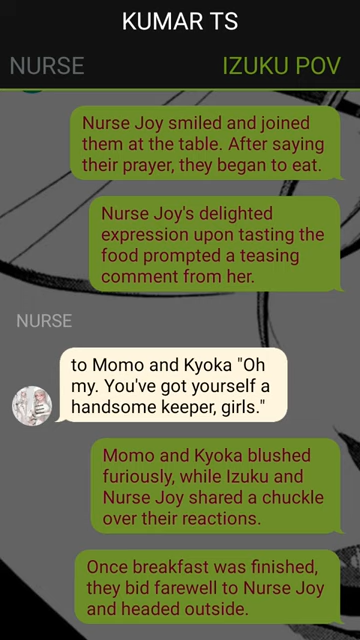 KUMAR TS
NURSE
IZUKU POV
Nurse Joy smiled and joined
them at the table. After saying
their prayer, they began to eat.
Nurse Joy's delighted
expression upon tasting the
food prompted a teasing
comment from her.
NURSE
to Momo and Kyoka "Oh
my. You've got yourself a
handsome keeper, girls."
Momo and Kyoka blushed
furiously, while Izuku and
Nurse Joy shared a chuckle
over their reactions.
Once breakfast was finished,
they bid farewell to Nurse Joy
and headed outside.